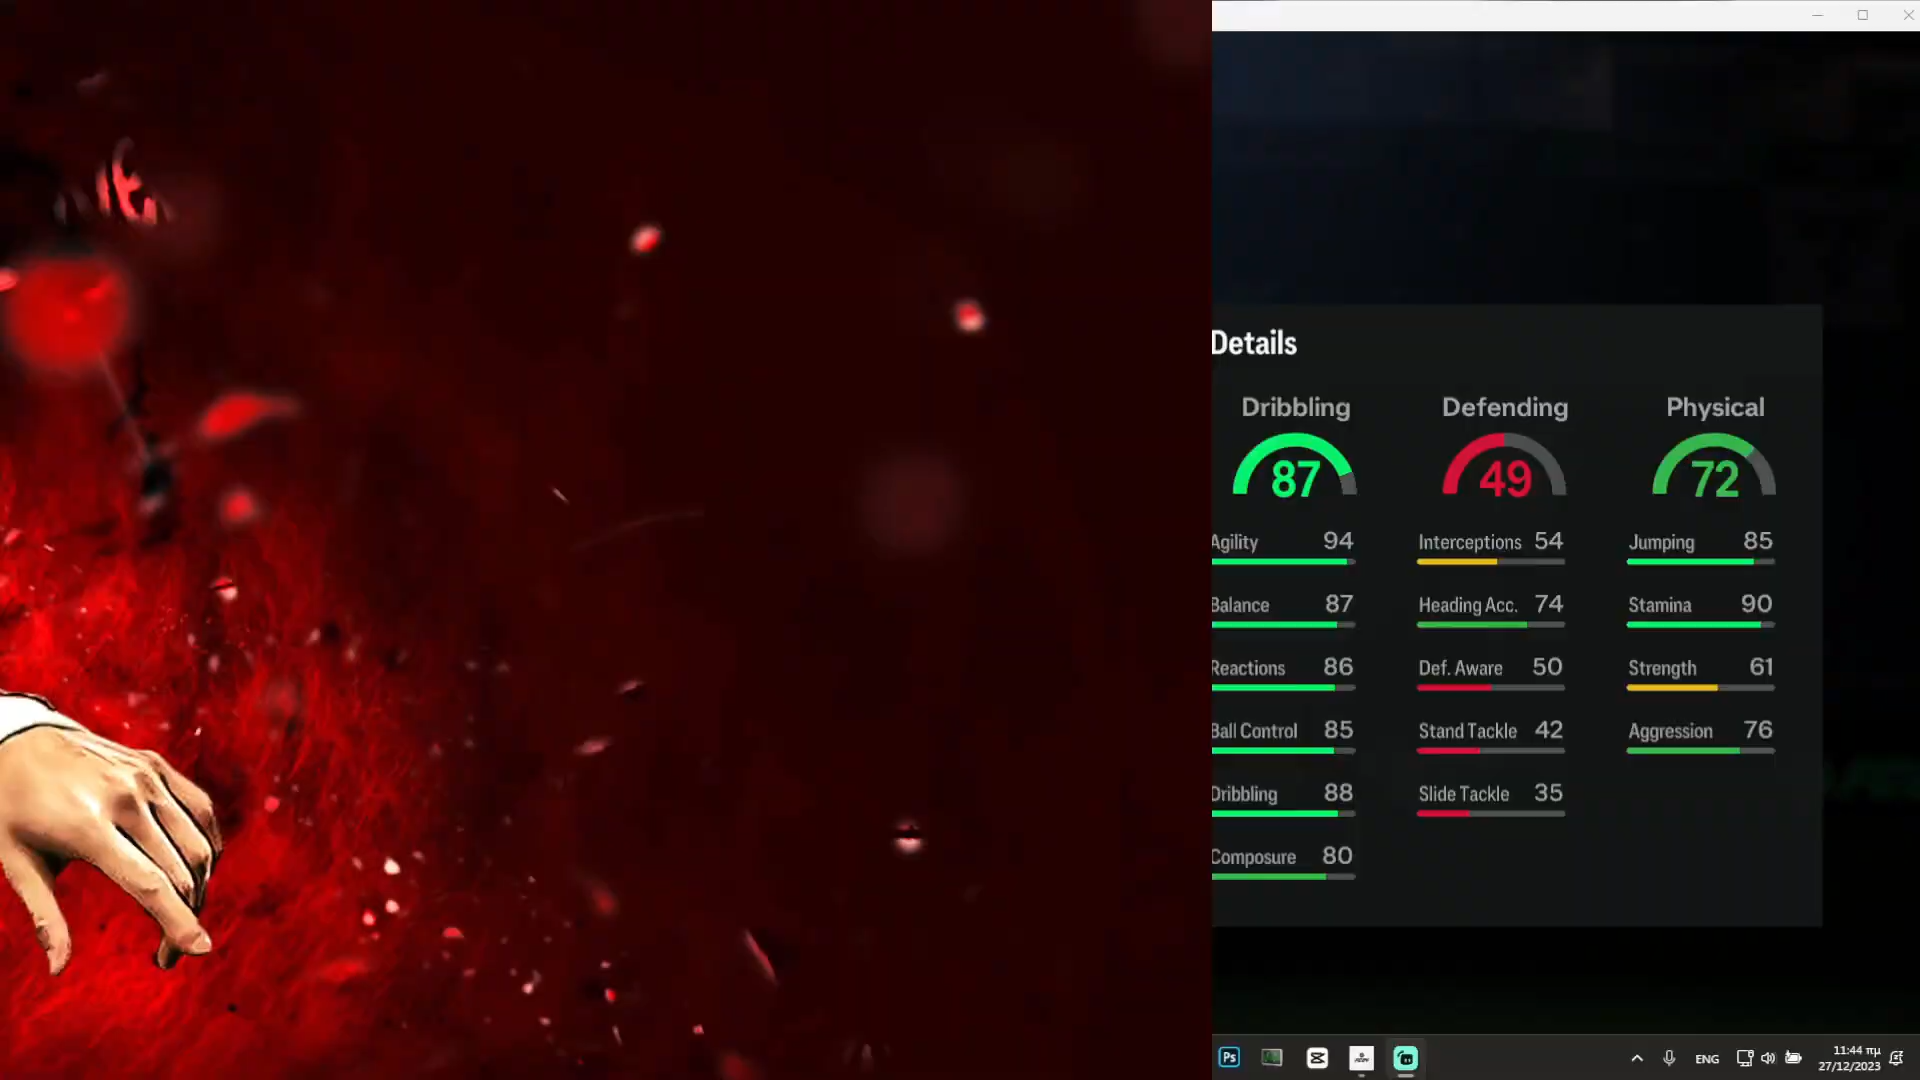 Details
Dribbling Defending Physical
87 49 72
Agility 94 Interceptions 54 Jumping 85
Balance 87 Heading Acc. 74 Stamina 90
Reactions 86 Def. Aware 50 Strength 61
Ball Control 85 Stand Tackle 42 Aggression 76
Dribbling 88 Slide Tackle 35
Composure 80
Ps ENG 11:44 πμ
27/12/2023